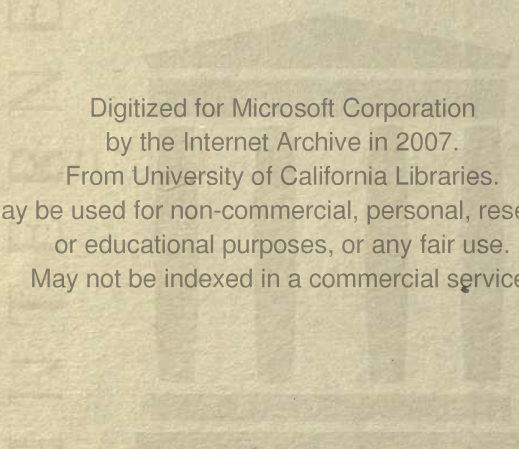 Digitized for Microsoft Corporation
by the Internet Archive in 2007.
From University of California Libraries.
ay be used for non-commercial, personal, rese
or educational purposes, or any fair use.
May not be indexed in a commercial service